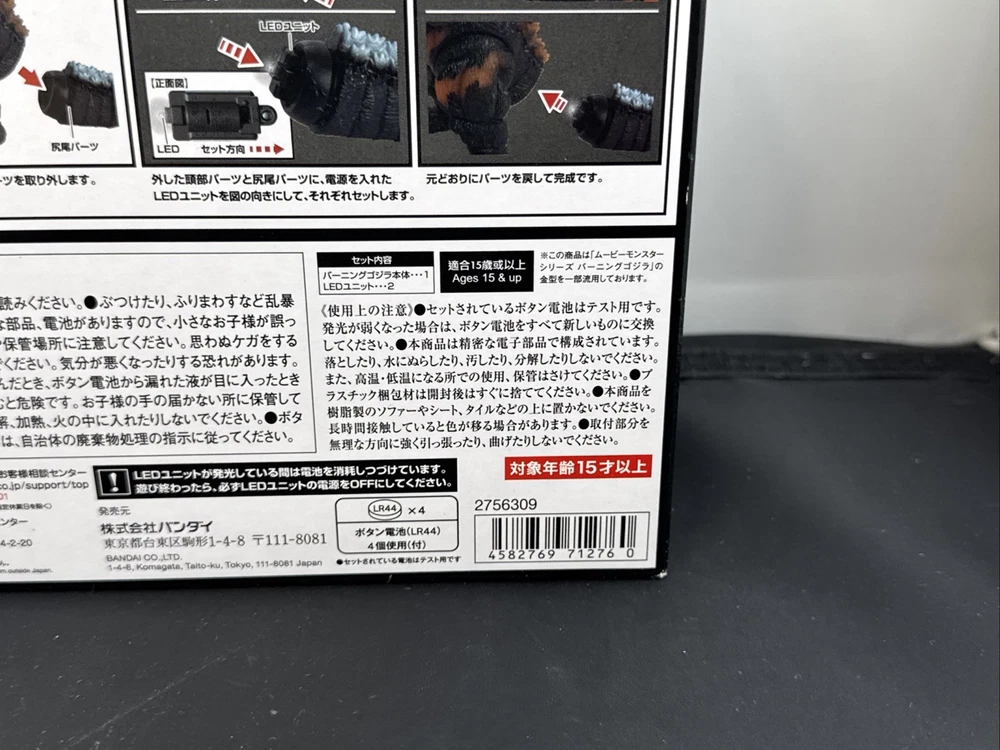 LEDユニット
【正面図】
LED
セット方向
尻尾パーツ
ーツを取り外します。
外した頭部パーツと尻尾パーツに、電源を入れた
LEDユニットを図の向きにして、それぞれセットします。
元どおりにパーツを戻して完成です。
読みください。●ぶつけたり、ふりまわすなど乱暴
な部品、電池がありますので、小さなお子様が誤っ
保管場所に注意してください。思わぬケガをする
ください。気分が悪くなったりする恐れがあります。
んだとき、ボタン電池から漏れた液が目に入ったとき
むと危険です。お子様の手の届かない所に保管して
解、加熱、火の中に入れたりしないでください。●ボタ
は、自治体の廃棄物処理の指示に従ってください。
セット内容
バーニングゴジラ本体・・・1
LEDユニット・・・2
適合15歳或以上
Ages 15 & up
※この商品は「ムービーモンスター
シリーズ バーニングゴジラ」の
金型を一部流用しております。
《使用上の注意》●セットされているボタン電池はテスト用です。
発光が弱くなった場合は、ボタン電池をすべて新しいものに交換
してください。●本商品は精密な電子部品で構成されています。
落としたり、水にぬらしたり、汚したり、分解したりしないでください。
また、高温・低温になる所での使用、保管はさけてください。●プ
ラスチック梱包材は開封後はすぐに捨ててください。●本商品を
樹脂製のソファーやシート、タイルなどの上に置かないでください。
長時間接触していると色が移る場合があります。●取付部分を
無理な方向に強く引っ張ったり、曲げたりしないでください。
対象年齢15才以上
お客様相談センター
co.jp/support/top
01
指定休業日を除く)
ンター
4-2-20
om outside Japan.
! LEDユニットが発光している間は電池を消耗しつづけています。
遊び終わったら、必ずLEDユニットの電源をOFFにしてください。
発売元
株式会社バンダイ
東京都台東区駒形1-4-8 〒111-8081
BANDAI CO.,LTD.
1-4-8, Komagata, Taito-ku, Tokyo, 111-8081 Japan
LR44 ×4
ボタン電池(LR44)
4個使用(付)
●セットされている電池はテスト用です
2756309
4582769 71276 0